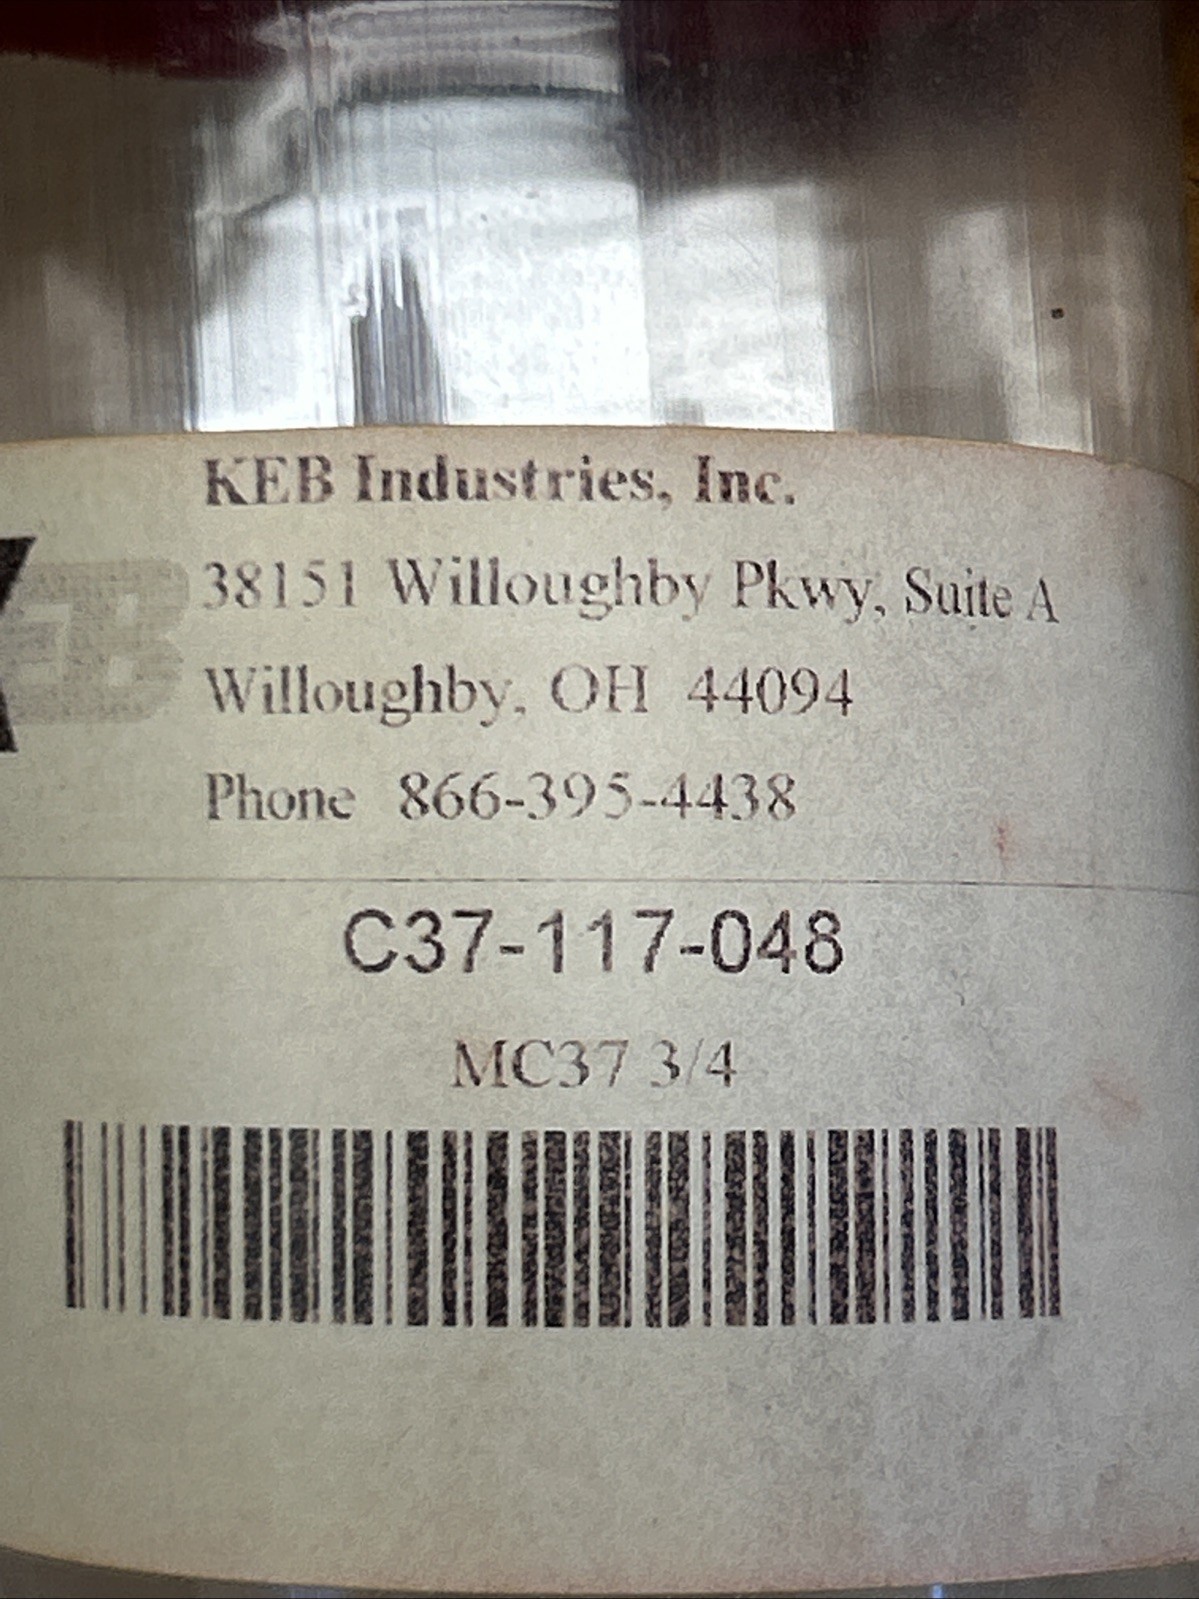 KEB Industries, Inc.
38151 Willoughby Pkwy, Suite A
Willoughby, OH 44094
Phone 866-395-4438
KEB
C37-117-048
MC37 3/4